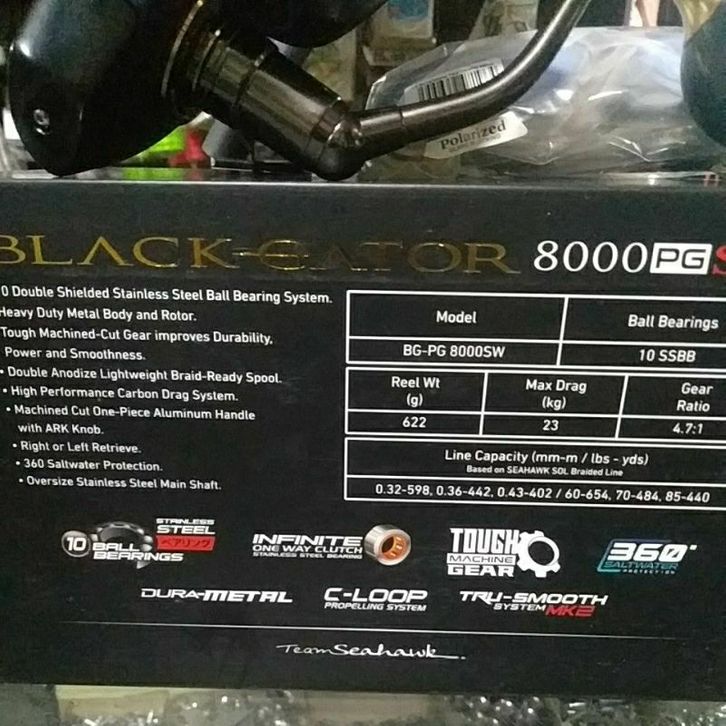 Polarized
BLACK-GATOR 8000PG
0 Double Shielded Stainless Steel Ball Bearing System.
Heavy Duty Metal Body and Rotor.
Tough Machined-Cut Gear improves Durability,
Power and Smoothness.
• Double Anodize Lightweight Braid-Ready Spool.
• High Performance Carbon Drag System.
• Machined Cut One-Piece Aluminum Handle
with ARK Knob.
• Right or Left Retrieve.
• 360 Saltwater Protection.
• Oversize Stainless Steel Main Shaft.
Model Ball Bearings
BG-PG 8000SW 10 SSBB
Reel Wt Max Drag Gear
(g) (kg) Ratio
622 23 4.7:1
Line Capacity (mm-m / lbs - yds)
Based on SEAHAWK SOL Braided Line
0.32-598, 0.36-442, 0.43-402 / 60-654, 70-484, 85-440
10 BALL BEARINGS
STAINLESS
STEEL
ベアリング
INFINITE
ONE WAY CLUTCH
STAINLESS STEEL BEARING
TOUGH
MACHINE
GEAR
360°
SALTWATER
PROTECTION
DURA-METAL
C-LOOP
PROPELLING SYSTEM
TRU-SMOOTH
SYSTEM MK2
TeamSeahawk